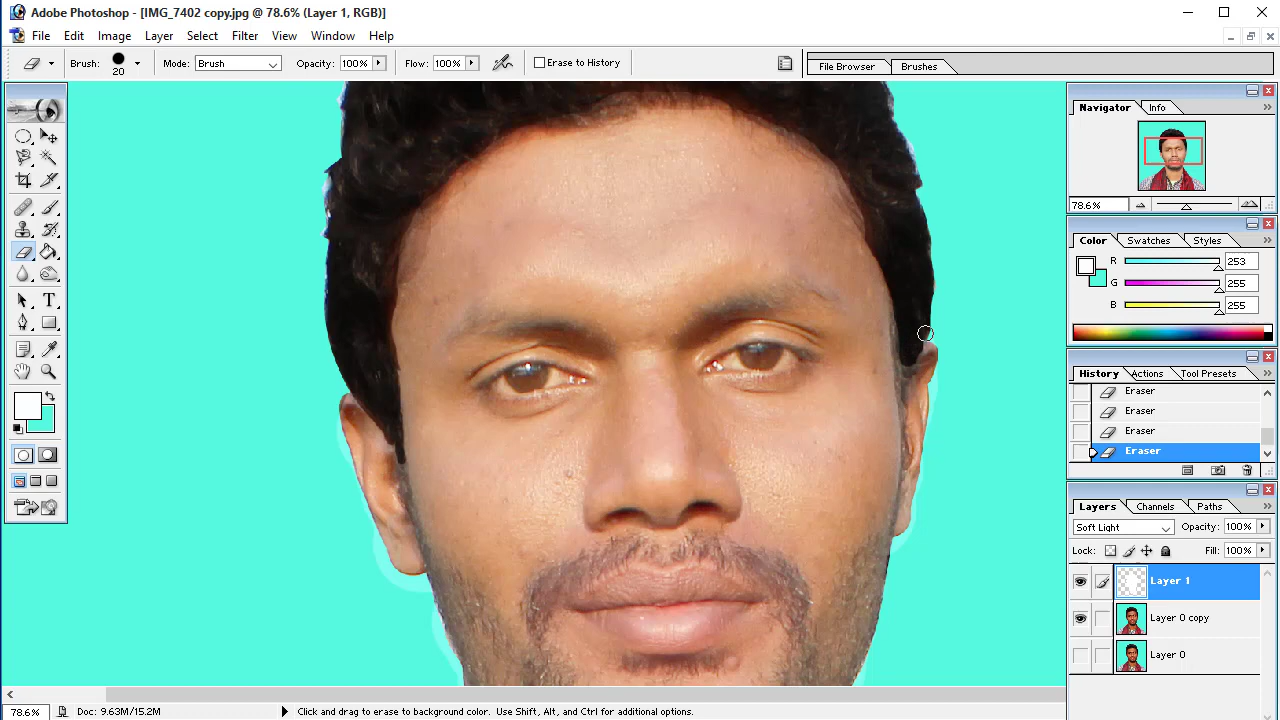 Adobe Photoshop - [IMG_7402 copy.jpg @ 78.6% (Layer 1, RGB)]
File Edit Image Layer Select Filter View Window Help
Brush: 20 Mode: Brush Opacity: 100% Flow: 100% Erase to History File Browser Brushes
Navigator Info
78.6%
Color Swatches Styles
R 253
G 255
B 255
History Actions Tool Presets
Eraser
Eraser
Eraser
Eraser
Layers Channels Paths
Soft Light Opacity: 100%
Lock: Fill: 100%
Layer 1
Layer 0 copy
Layer 0
78.6% Doc: 9.63M/15.2M Click and drag to erase to background color. Use Shift, Alt, and Ctrl for additional options.